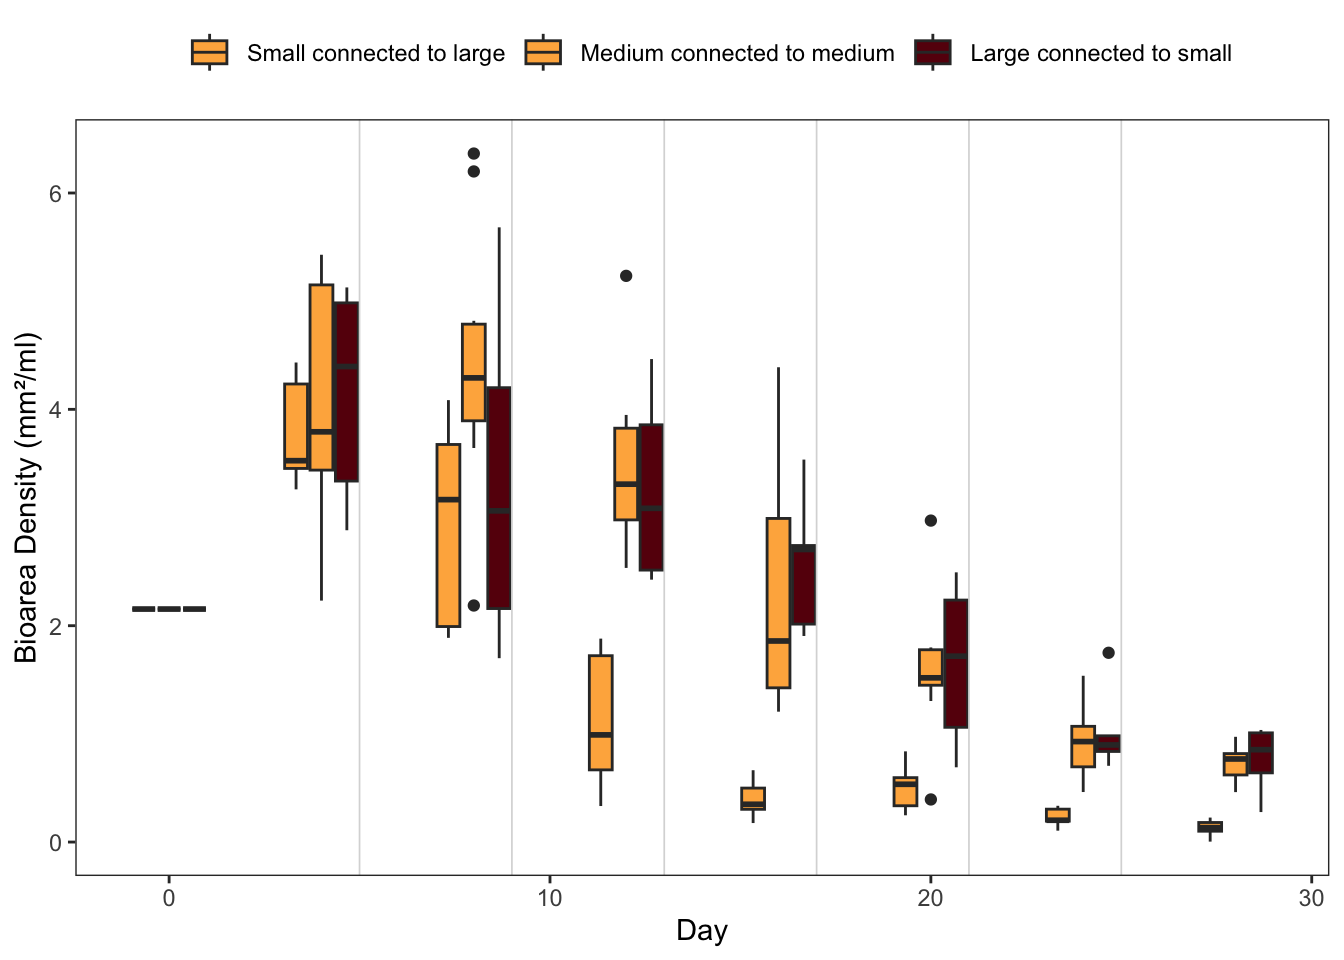 Small connected to large Medium connected to medium Large connected to small
Bioarea Density (mm²/ml)
6
4
2
0
0 10 20 30
Day